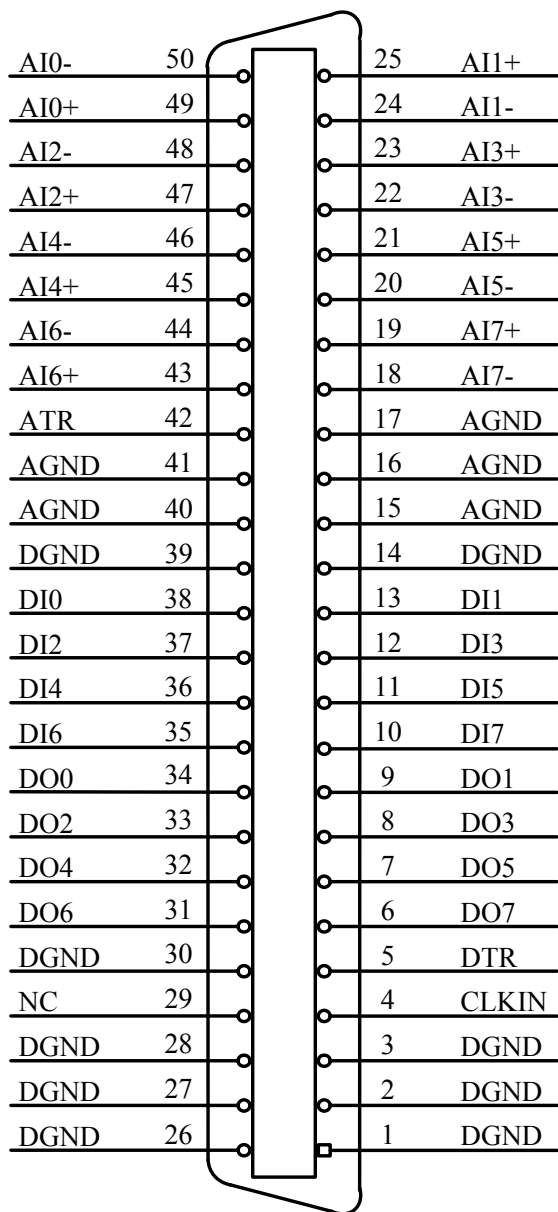 AI0- 50 25 AI1+
AI0+ 49 24 AI1-
AI2- 48 23 AI3+
AI2+ 47 22 AI3-
AI4- 46 21 AI5+
AI4+ 45 20 AI5-
AI6- 44 19 AI7+
AI6+ 43 18 AI7-
ATR 42 17 AGND
AGND 41 16 AGND
AGND 40 15 AGND
DGND 39 14 DGND
DI0 38 13 DI1
DI2 37 12 DI3
DI4 36 11 DI5
DI6 35 10 DI7
DO0 34 9 DO1
DO2 33 8 DO3
DO4 32 7 DO5
DO6 31 6 DO7
DGND 30 5 DTR
NC 29 4 CLKIN
DGND 28 3 DGND
DGND 27 2 DGND
DGND 26 1 DGND